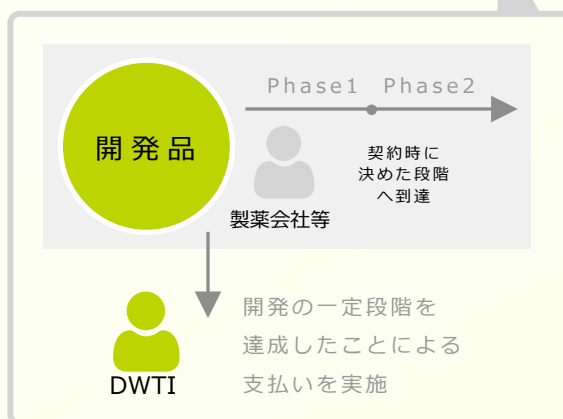 Phase1 Phase2
開発品
契約時に
決めた段階
へ到達
製薬会社等
開発の一定段階を
達成したことによる
支払いを実施
DWTI